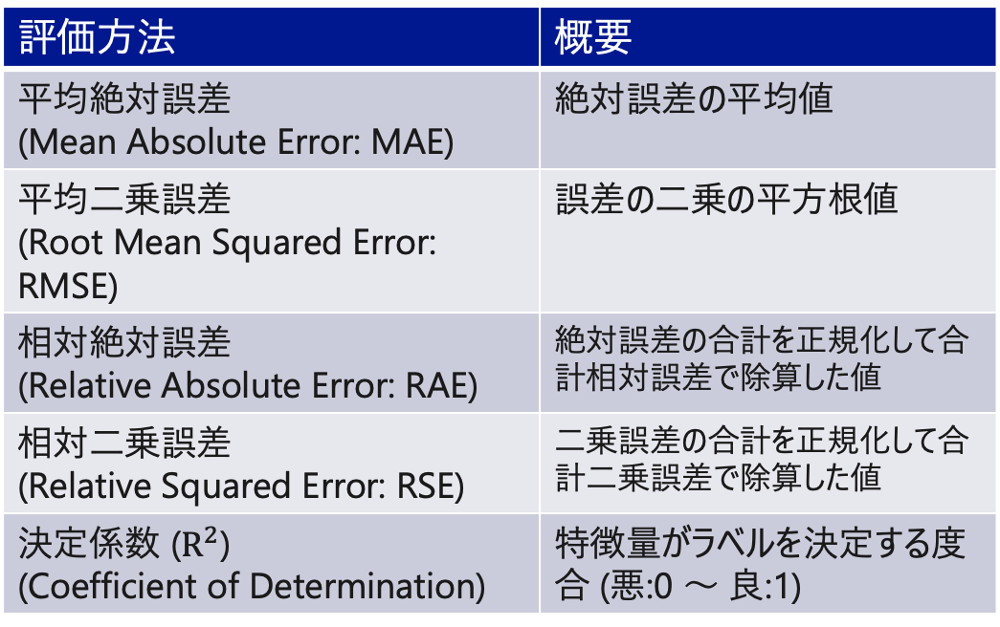 評価方法
概要
平均絶対誤差
(Mean Absolute Error: MAE)
絶対誤差の平均値
平均二乗誤差
(Root Mean Squared Error:
RMSE)
誤差の二乗の平方根値
相対絶対誤差
(Relative Absolute Error: RAE)
絶対誤差の合計を正規化して合
計相対誤差で除算した値
相対二乗誤差
(Relative Squared Error: RSE)
二乗誤差の合計を正規化して合
計二乗誤差で除算した値
決定係数 (R²)
(Coefficient of Determination)
特徴量がラベルを決定する度
合 (悪:0 ~ 良:1)